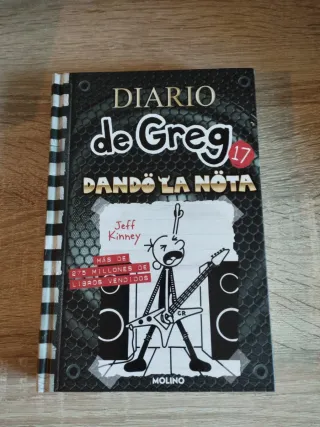 DIARIO
de Greg
17
DANDÖ LA NÖTA
Jeff
Kinney
MÁS DE
275 MILLONES DE
LIBROS VENDIDOS
MOLINO